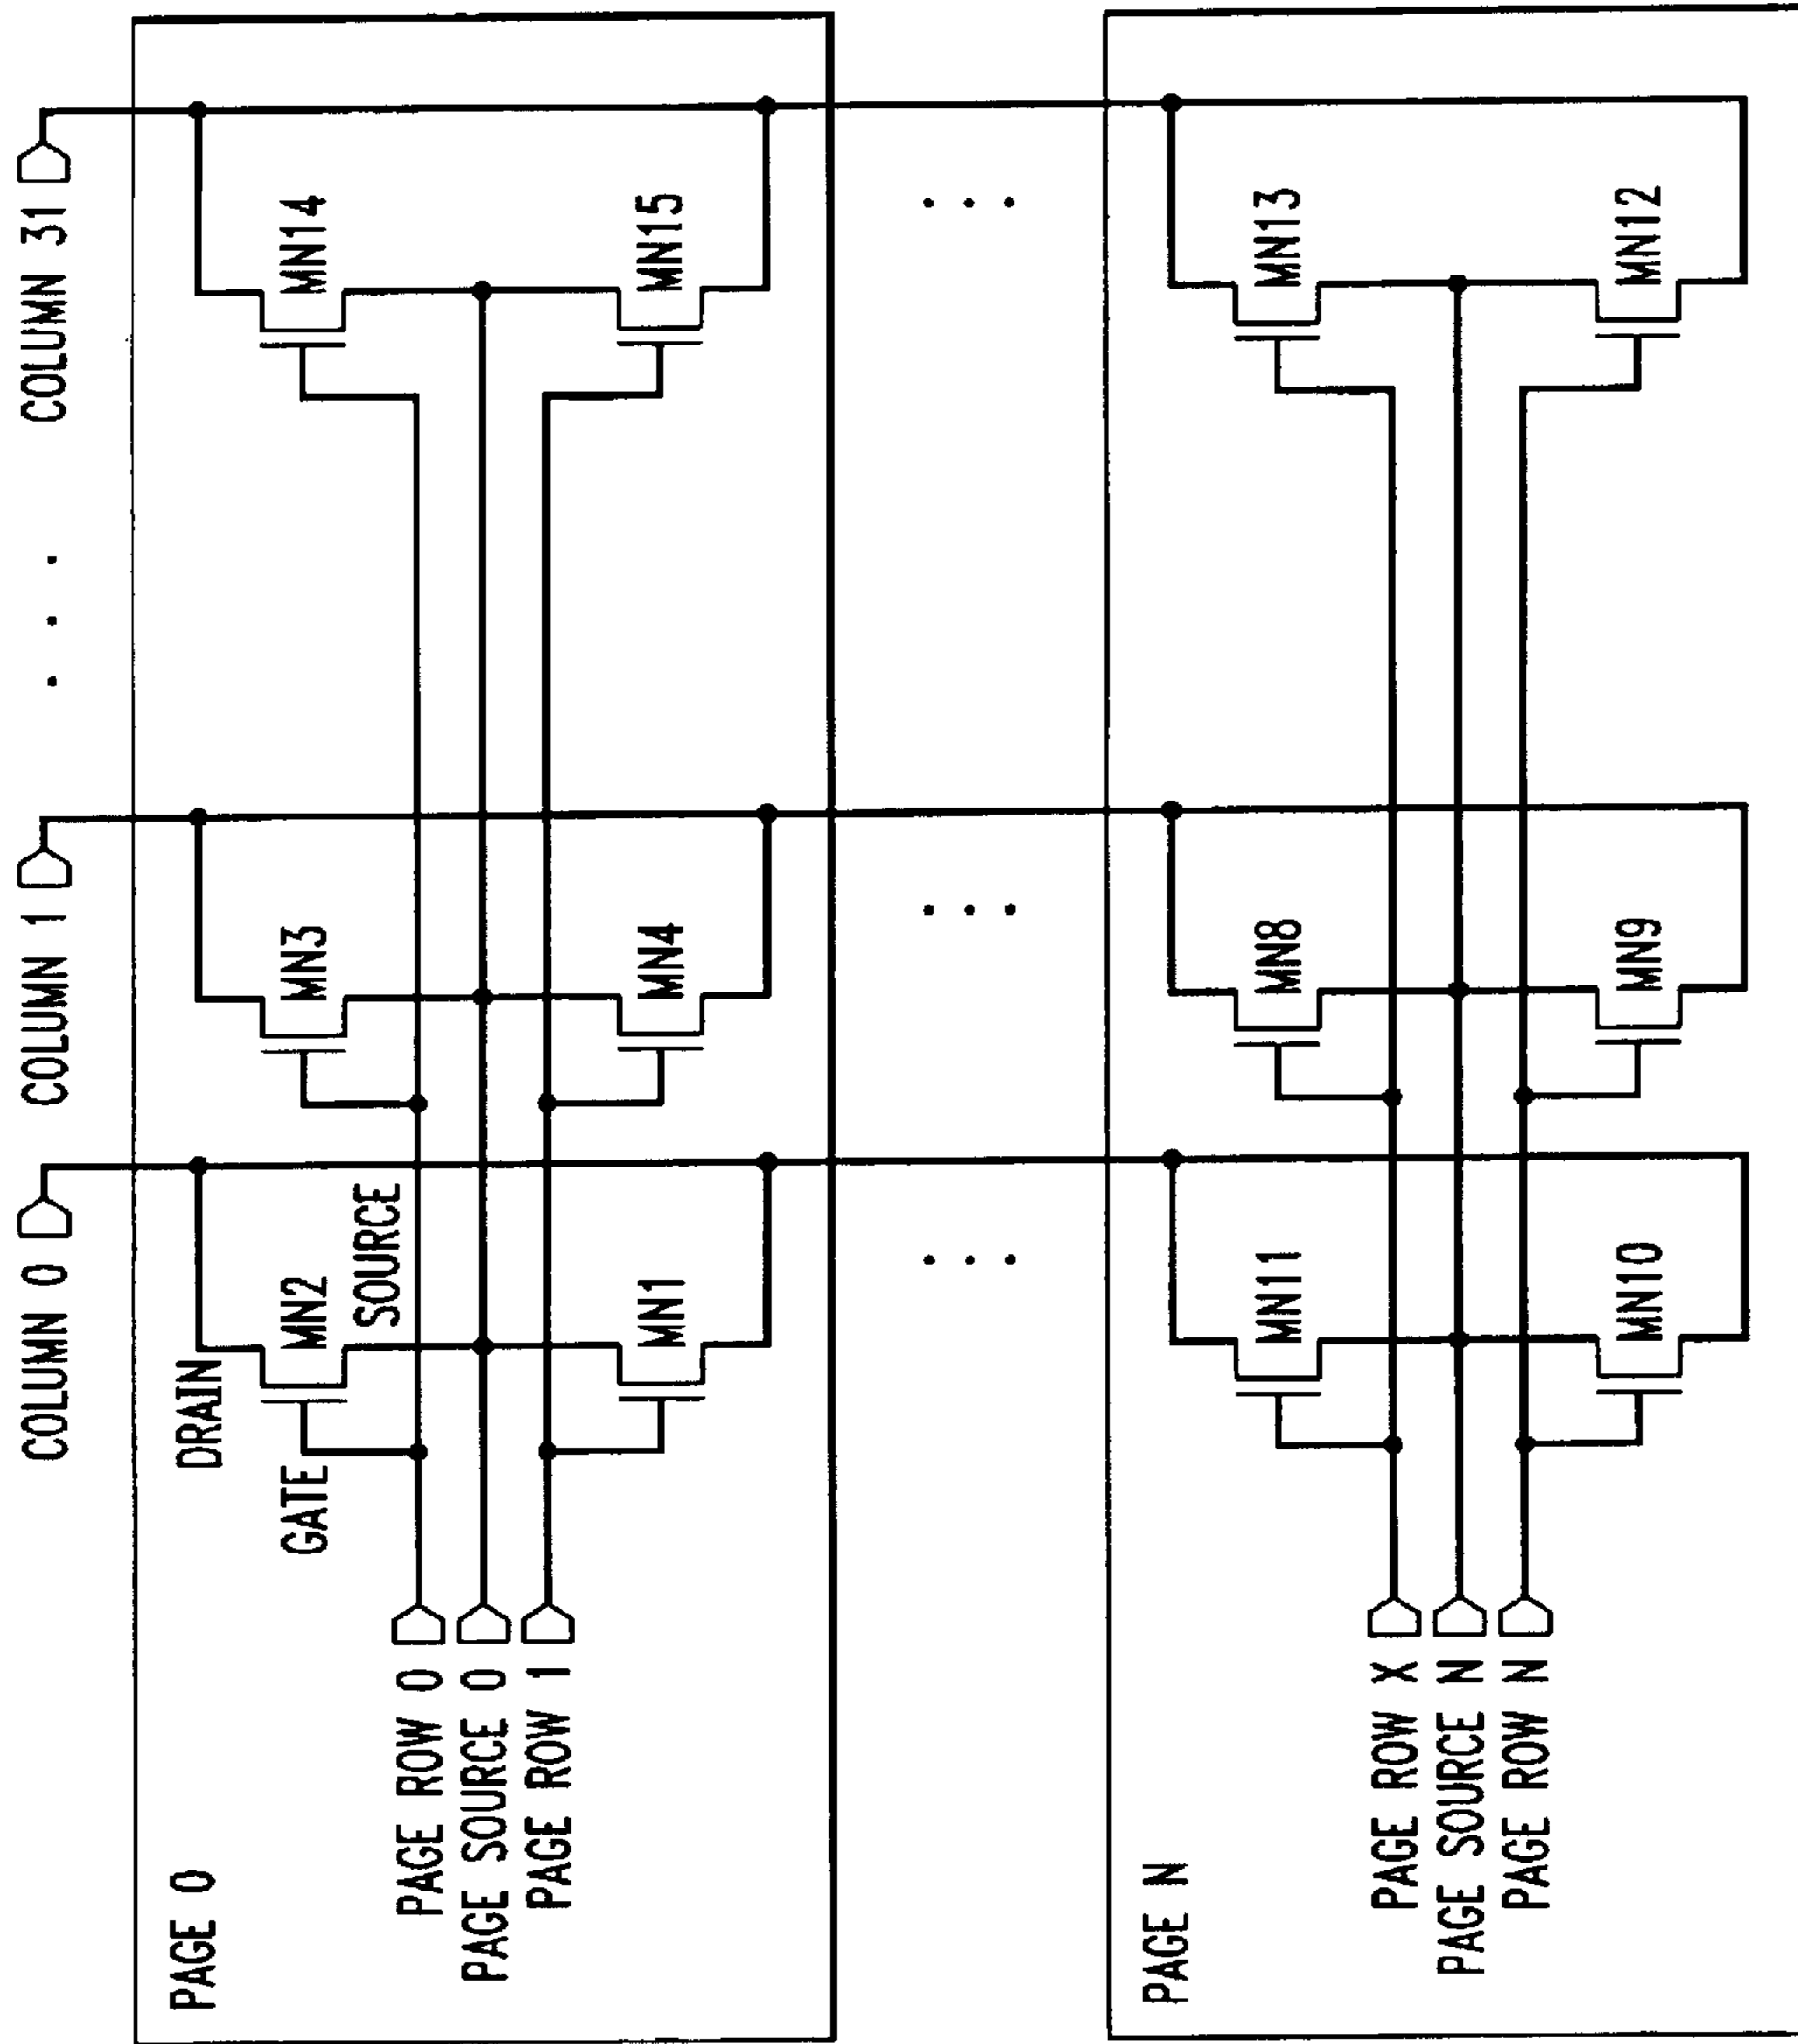 COLUMN 0
COLUMN 1
. . .
COLUMN 31
PAGE 0
DRAIN
GATE
MN2
SOURCE
MN3
MN14
PAGE ROW 0
PAGE SOURCE 0
PAGE ROW 1
MN1
MN4
MN15
. . .
. . .
. . .
PAGE N
MN11
MN8
MN13
PAGE ROW X
PAGE SOURCE N
PAGE ROW N
MN10
MN9
MN12